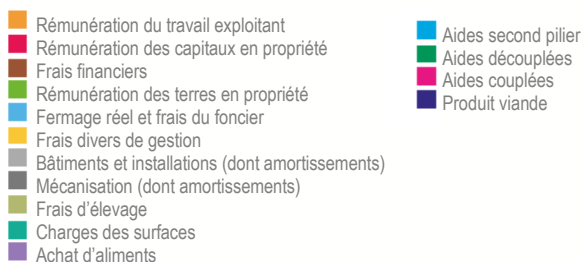 Rémunération du travail exploitant
Rémunération des capitaux en propriété
Frais financiers
Rémunération des terres en propriété
Fermage réel et frais du foncier
Frais divers de gestion
Bâtiments et installations (dont amortissements)
Mécanisation (dont amortissements)
Frais d’élevage
Charges des surfaces
Achat d’aliments
Aides second pilier
Aides découplées
Aides couplées
Produit viande